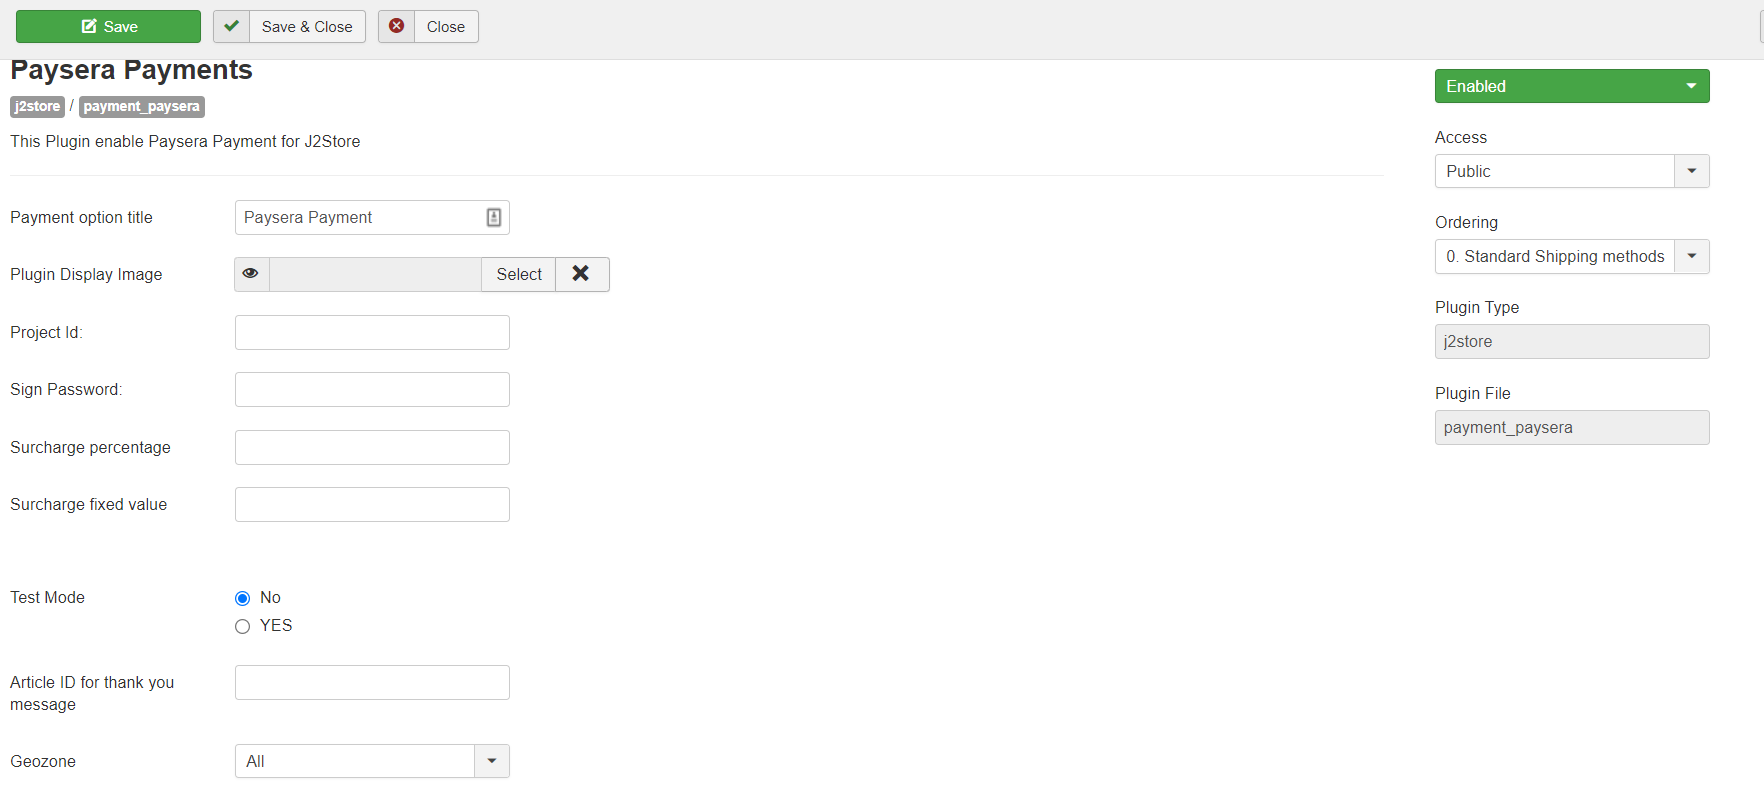 Save
Save & Close
Close
Paysera Payments
j2store / payment_paysera
This Plugin enable Paysera Payment for J2Store
Payment option title
Paysera Payment
Plugin Display Image
Select
Project Id:
Sign Password:
Surcharge percentage
Surcharge fixed value
Test Mode
No
YES
Article ID for thank you
message
Geozone
All
Enabled
Access
Public
Ordering
0. Standard Shipping methods
Plugin Type
j2store
Plugin File
payment_paysera